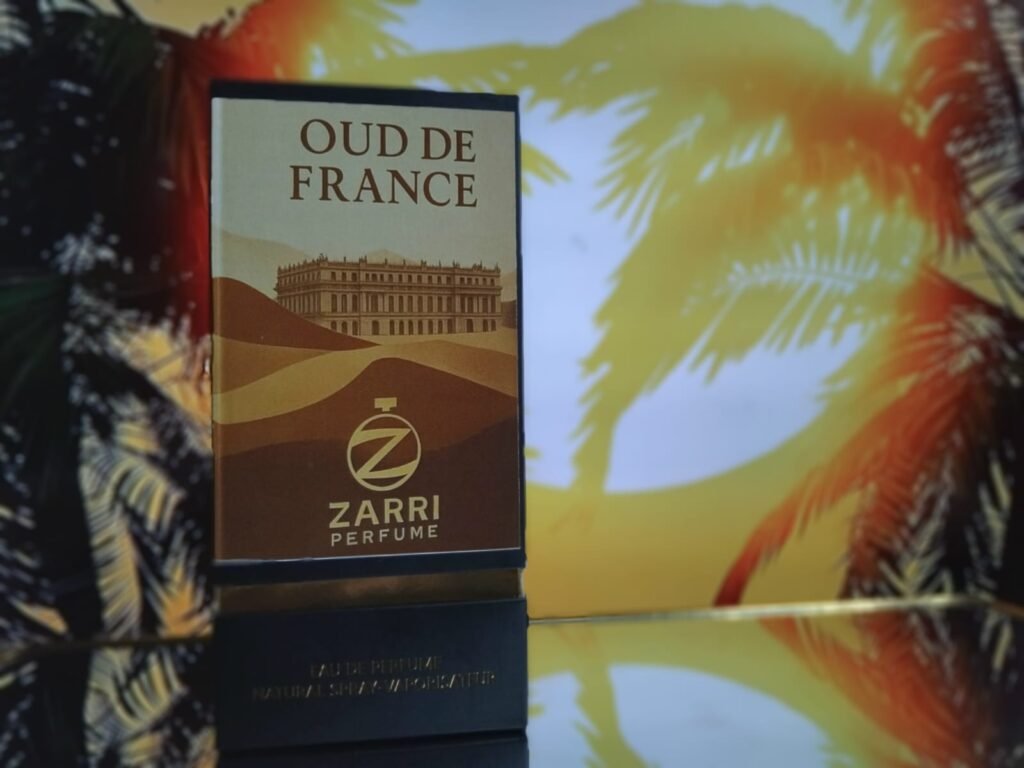 OUD DE
FRANCE
Z
ZARRI
PERFUME
EAU DE PERFUME
NATURAL SPRAY-VAPORISATEUR